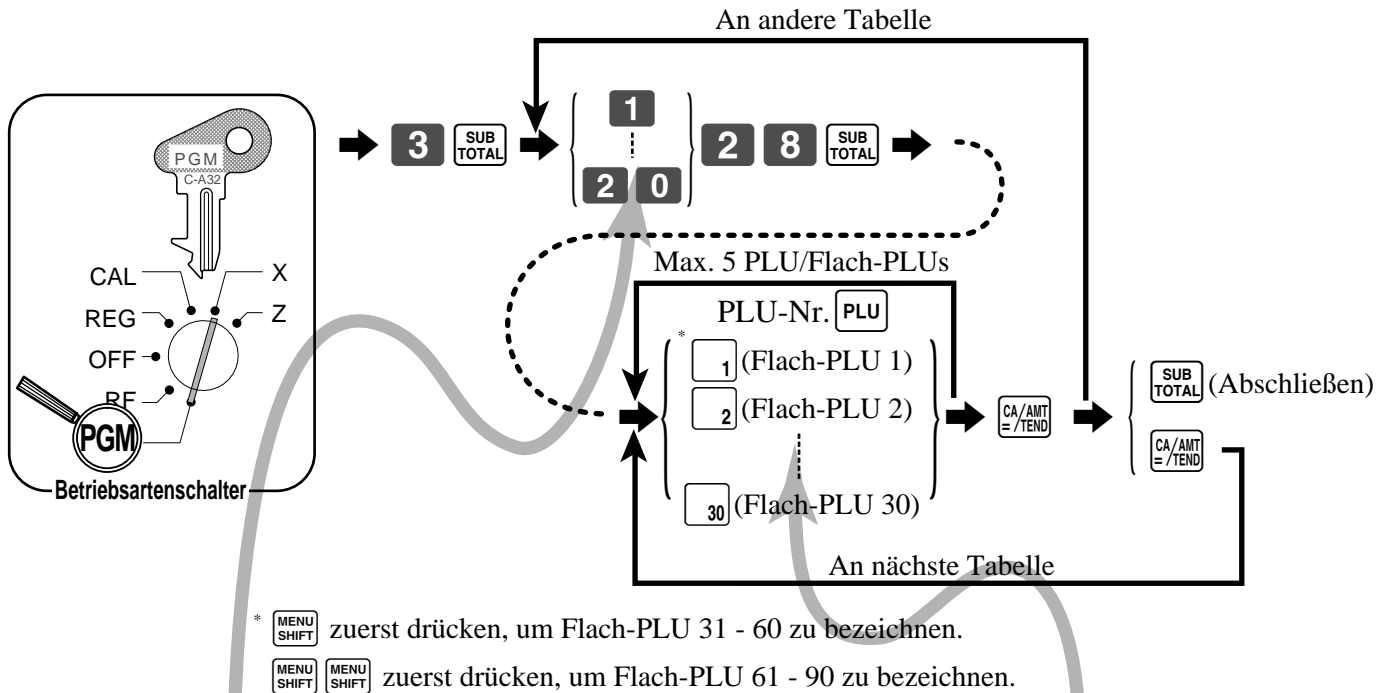 An andere Tabelle
PGM
C-A32
CAL
REG
OFF
RF
X
Z
PGM
Betriebsartenschalter
3 SUB TOTAL
1
2 0
2 8 SUB TOTAL
Max. 5 PLU/Flach-PLUs
PLU-Nr. PLU
* 1 (Flach-PLU 1)
2 (Flach-PLU 2)
30 (Flach-PLU 30)
CA/AMT
= /TEND
SUB TOTAL (Abschließen)
CA/AMT
= /TEND
An nächste Tabelle
* MENU SHIFT zuerst drücken, um Flach-PLU 31 - 60 zu bezeichnen.
MENU SHIFT MENU SHIFT zuerst drücken, um Flach-PLU 61 - 90 zu bezeichnen.